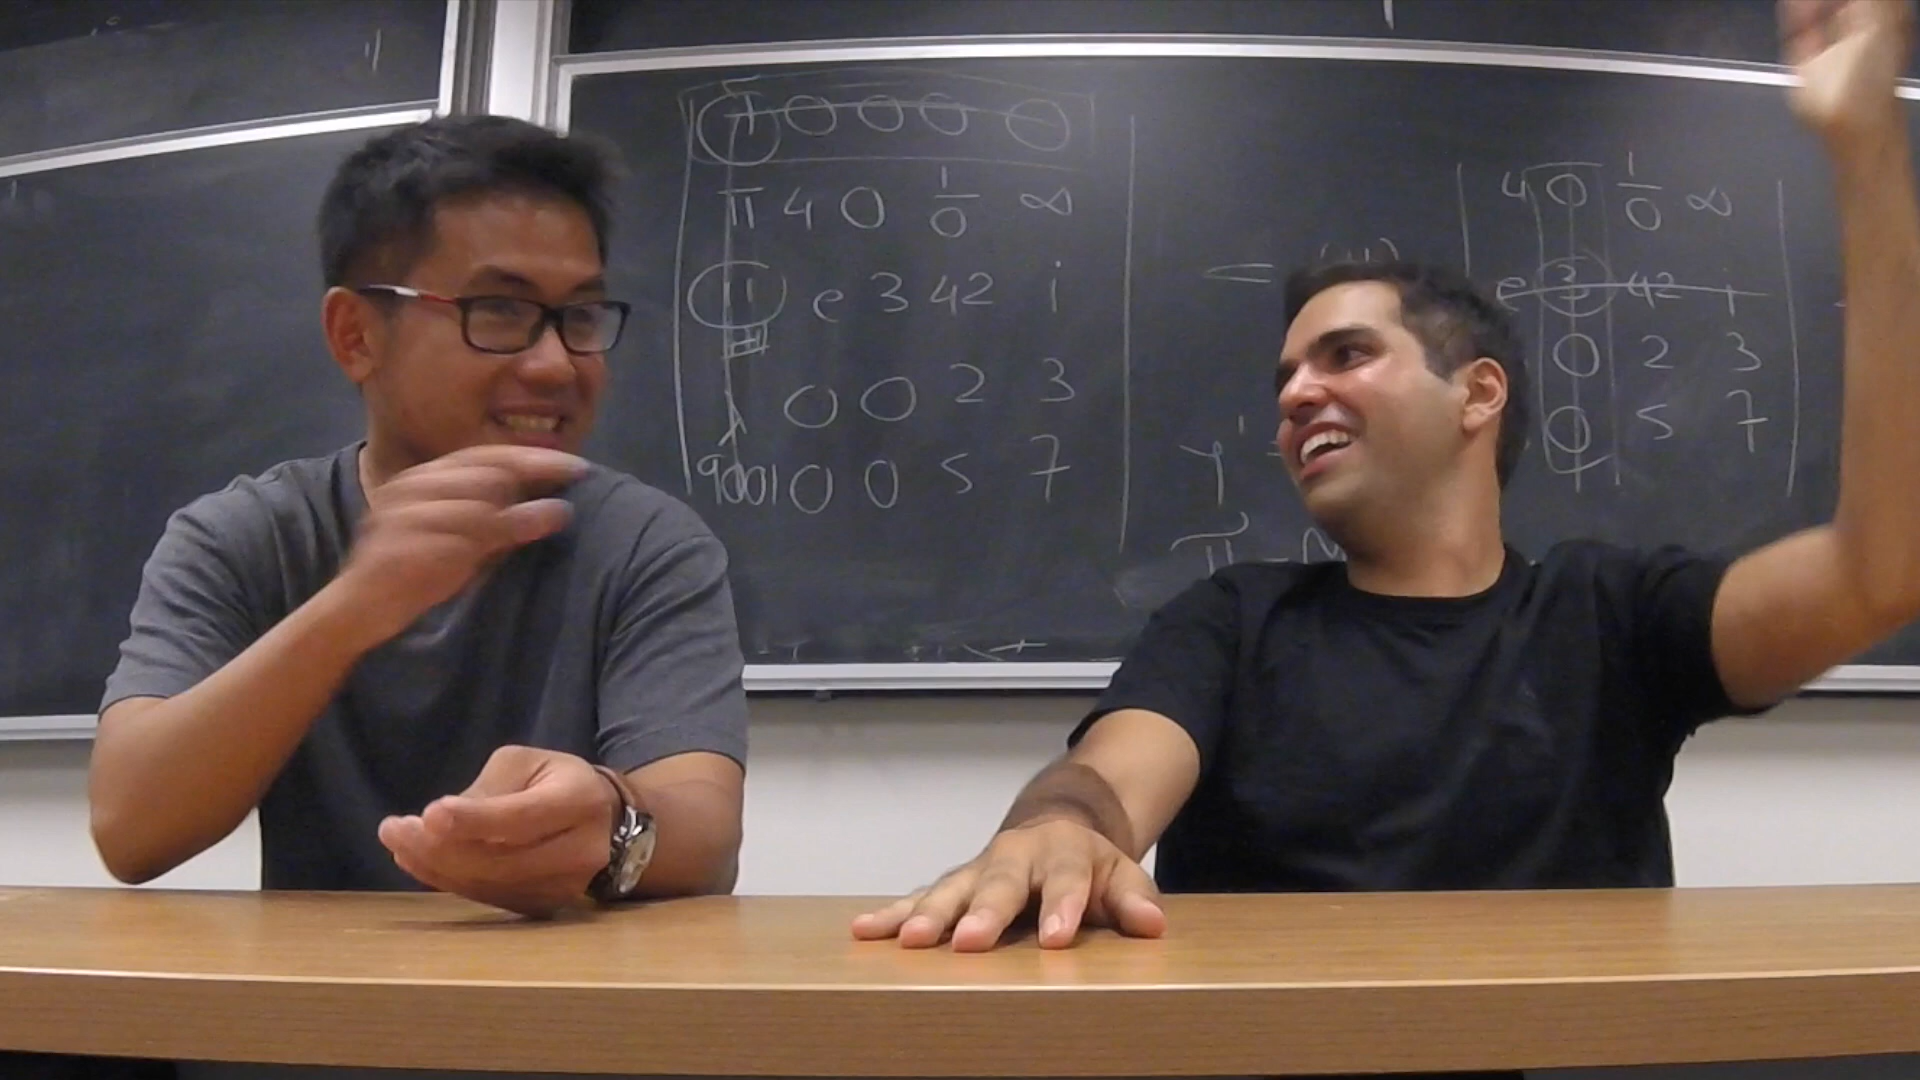 1 0 0 0 0
π 4 0 1/0 ∞
e 3 42 i
λ 0 0 2 3
9001 0 0 5 7
=
y'
π -
4 0 1/0 ∞
e 3 42 i
0 2 3
0 5 7